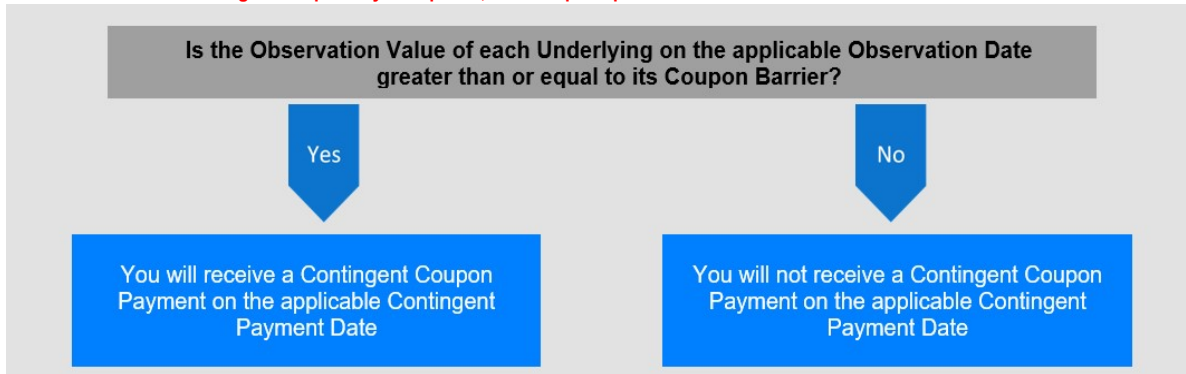 Is the Observation Value of each Underlying on the applicable Observation Date
greater than or equal to its Coupon Barrier?
Yes
No
You will receive a Contingent Coupon
Payment on the applicable Contingent
Payment Date
You will not receive a Contingent Coupon
Payment on the applicable Contingent
Payment Date